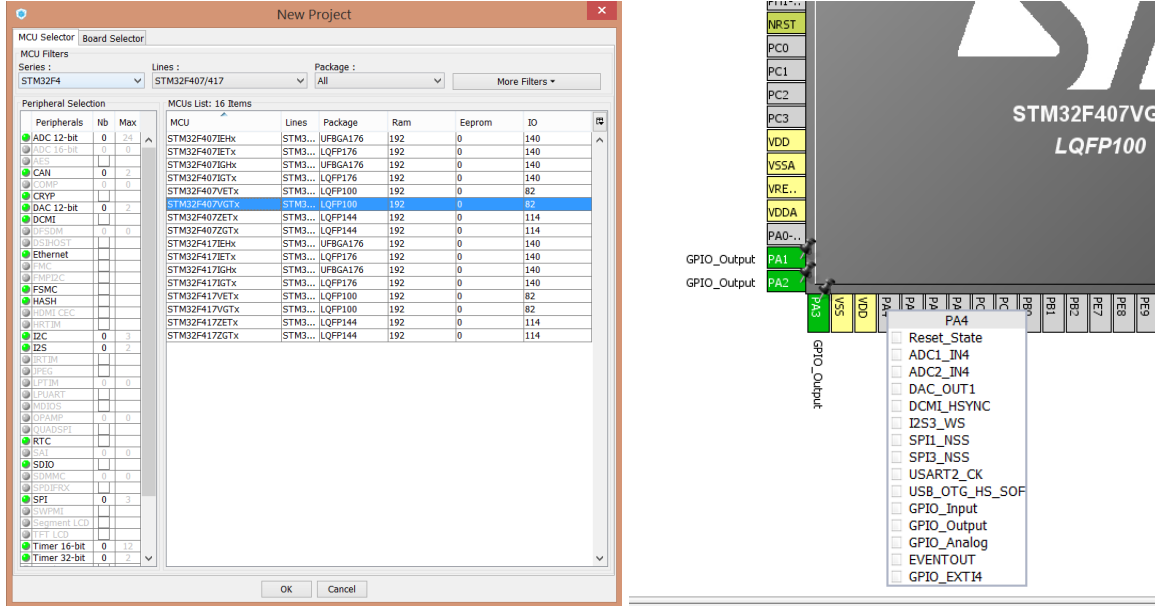 New Project
MCU Selector Board Selector
MCU Filters
Series : Lines : Package :
STM32F4 STM32F407/417 All More Filters
Peripheral Selection MCUs List: 16 Items
Peripherals Nb Max MCU Lines Package Ram Eeprom IO
ADC 12-bit 0 24 STM32F407IEHx STM3... UFBGA176 192 0 140
ADC 16-bit 0 0 STM32F407IETx STM3... LQFP176 192 0 140
AES STM32F407IGHx STM3... UFBGA176 192 0 140
CAN 0 2 STM32F407IGTx STM3... LQFP176 192 0 140
COMP 0 0 STM32F407VETx STM3... LQFP100 192 0 82
CRYP STM32F407VGTx STM3... LQFP100 192 0 82
DAC 12-bit 0 2 STM32F407ZETx STM3... LQFP144 192 0 114
DCMI STM32F407ZGTx STM3... LQFP144 192 0 114
DFSDM 0 0 STM32F417IEHx STM3... UFBGA176 192 0 140
DSIHOST STM32F417IETx STM3... LQFP176 192 0 140
Ethernet STM32F417IGHx STM3... UFBGA176 192 0 140
FMC STM32F417IGTx STM3... LQFP176 192 0 140
FMPI2C STM32F417VETx STM3... LQFP100 192 0 82
FSMC STM32F417VGTx STM3... LQFP100 192 0 82
HASH STM32F417ZETx STM3... LQFP144 192 0 114
HDMI CEC STM32F417ZGTx STM3... LQFP144 192 0 114
HRTIM
I2C 0 3
I2S 0 2
IRTIM
JPEG
LPTIM 0 0
LPUART
MDIOS
OPAMP 0 0
QUADSPI
RTC
SAI 0 0
SDIO
SDMMC 0 0
SPDIFRX
SPI 0 3
SWPMI
Segment LCD
TFT LCD
Timer 16-bit 0 12
Timer 32-bit 0 2
OK Cancel
NRST
PC0
PC1
PC2
PC3
VDD
VSSA
VRE..
VDDA
PA0-..
GPIO_Output PA1
GPIO_Output PA2
STM32F407VG
LQFP100
PA3 VSS VDD PB1 PB2 PE7 PE8 PE9
GPIO_Output
PA4
Reset_State
ADC1_IN4
ADC2_IN4
DAC_OUT1
DCMI_HSYNC
I2S3_WS
SPI1_NSS
SPI3_NSS
USART2_CK
USB_OTG_HS_SOF
GPIO_Input
GPIO_Output
GPIO_Analog
EVENTOUT
GPIO_EXTI4